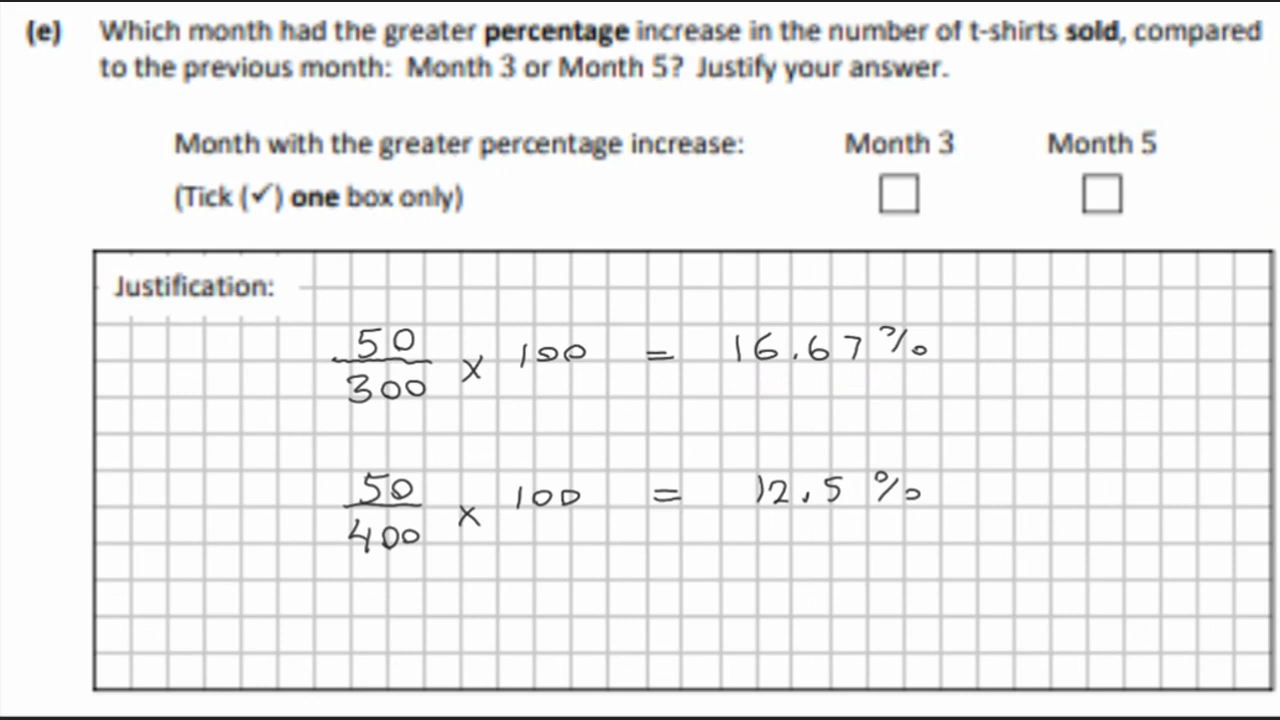 (e) Which month had the greater percentage increase in the number of t-shirts sold, compared
to the previous month: Month 3 or Month 5? Justify your answer.
Month with the greater percentage increase: Month 3 Month 5
(Tick (✓) one box only)
Justification:
50/300 × 100 = 16.67%
50/400 × 100 = 12.5%